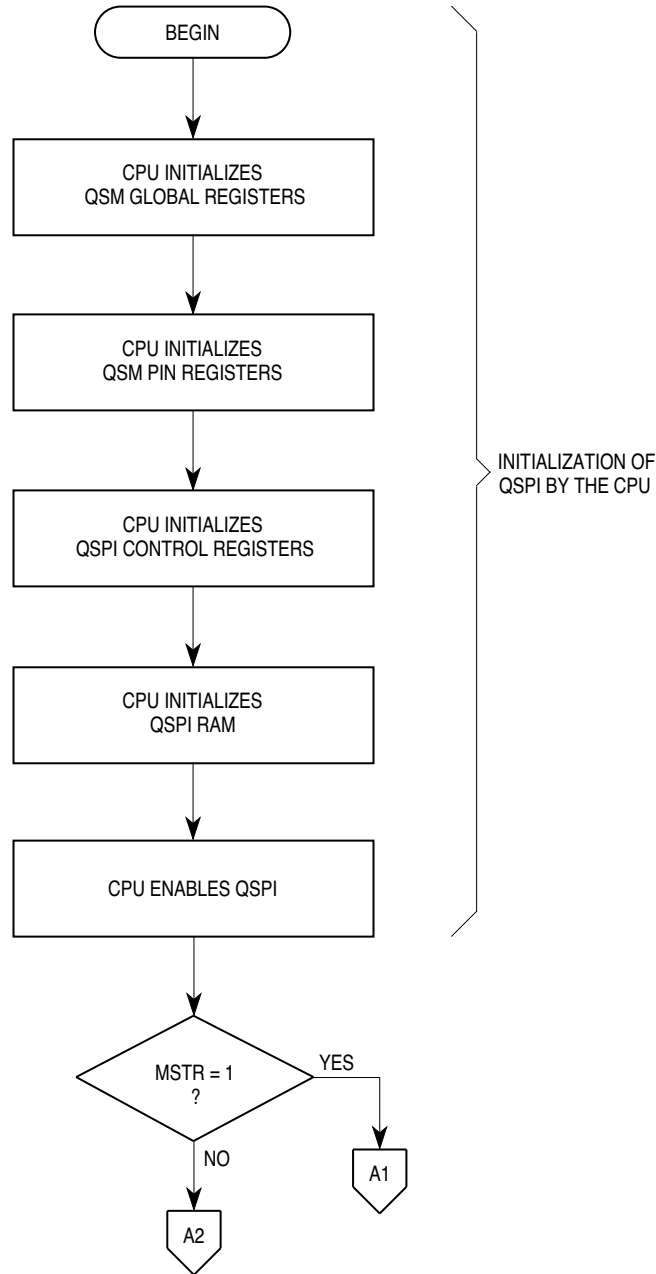 BEGIN
CPU INITIALIZES
QSM GLOBAL REGISTERS
CPU INITIALIZES
QSM PIN REGISTERS
INITIALIZATION OF
QSPI BY THE CPU
CPU INITIALIZES
QSPI CONTROL REGISTERS
CPU INITIALIZES
QSPI RAM
CPU ENABLES QSPI
MSTR = 1
?
YES
NO
A1
A2